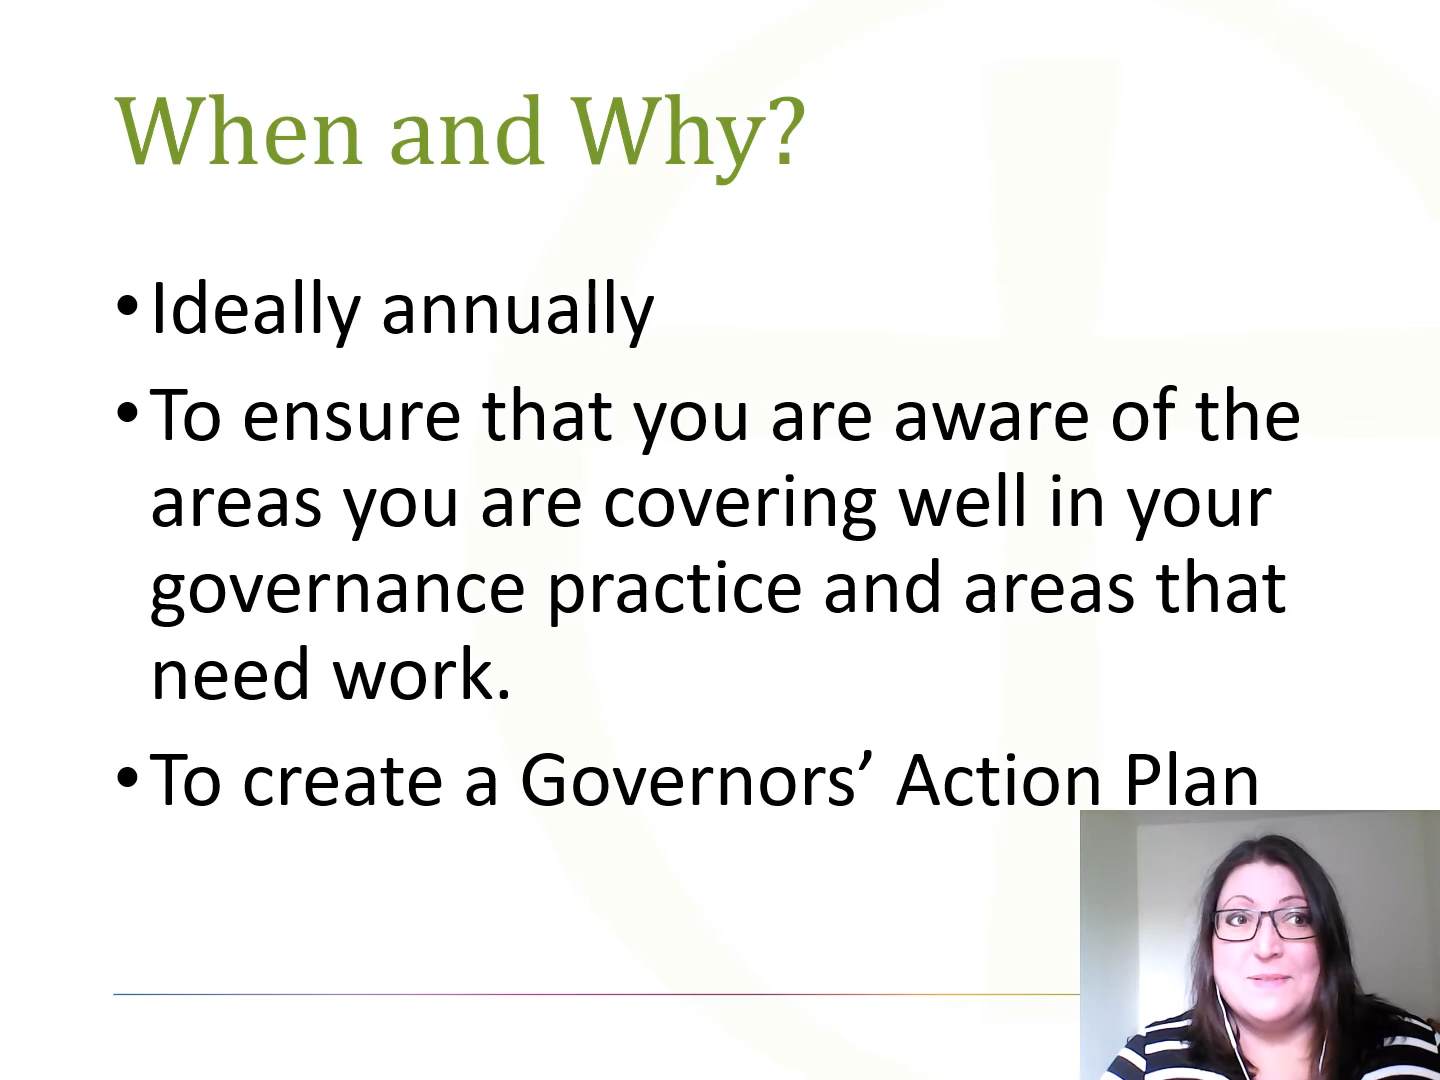 When and Why?
•Ideally annually
•To ensure that you are aware of the
areas you are covering well in your
governance practice and areas that
need work.
•To create a Governors’ Action Plan